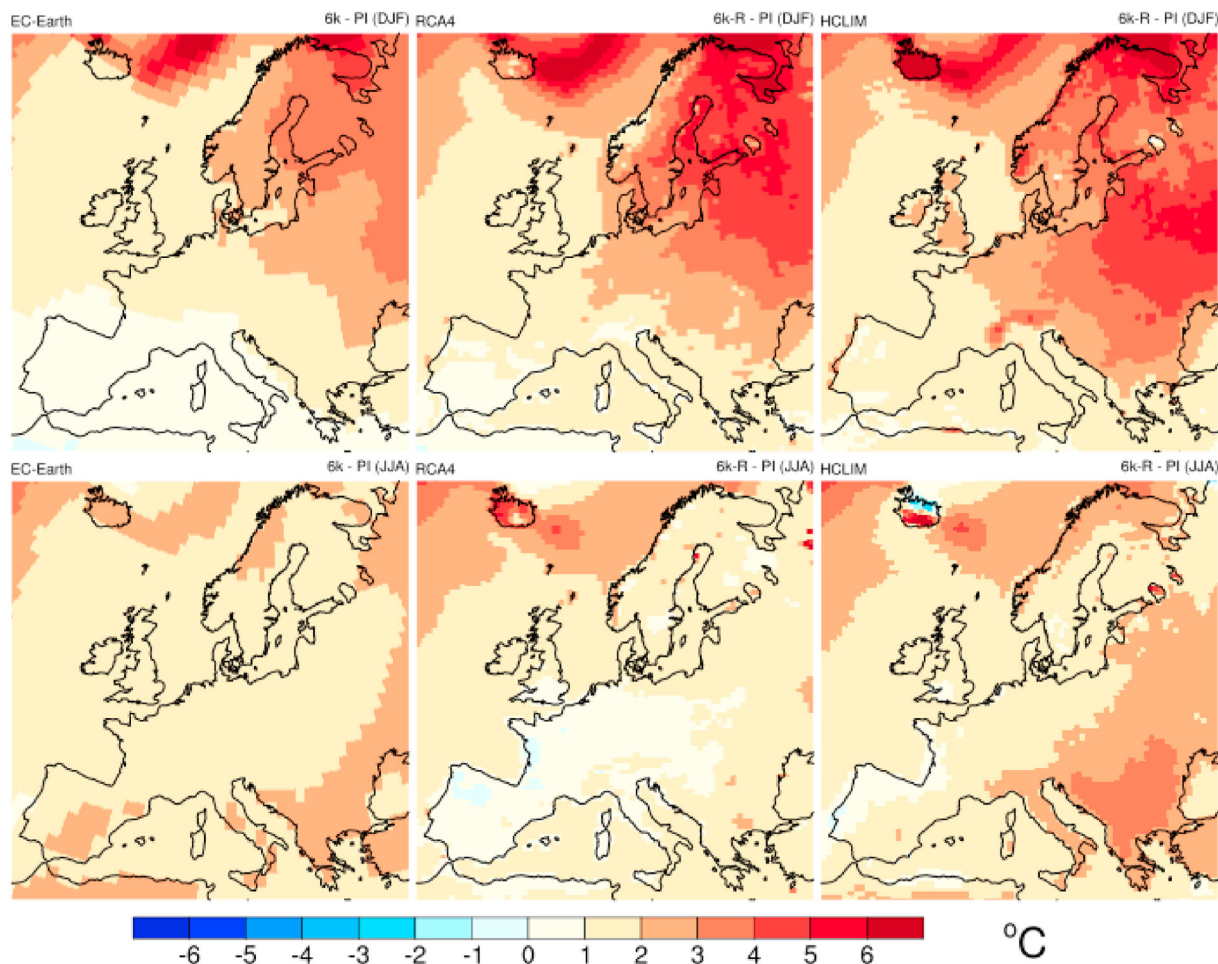 EC-Earth 6k - PI (DJF) RCA4 6k-R - PI (DJF) HCLIM 6k-R - PI (DJF)
EC-Earth 6k - PI (JJA) RCA4 6k-R - PI (JJA) HCLIM 6k-R - PI (JJA)
-6 -5 -4 -3 -2 -1 0 1 2 3 4 5 6 °C